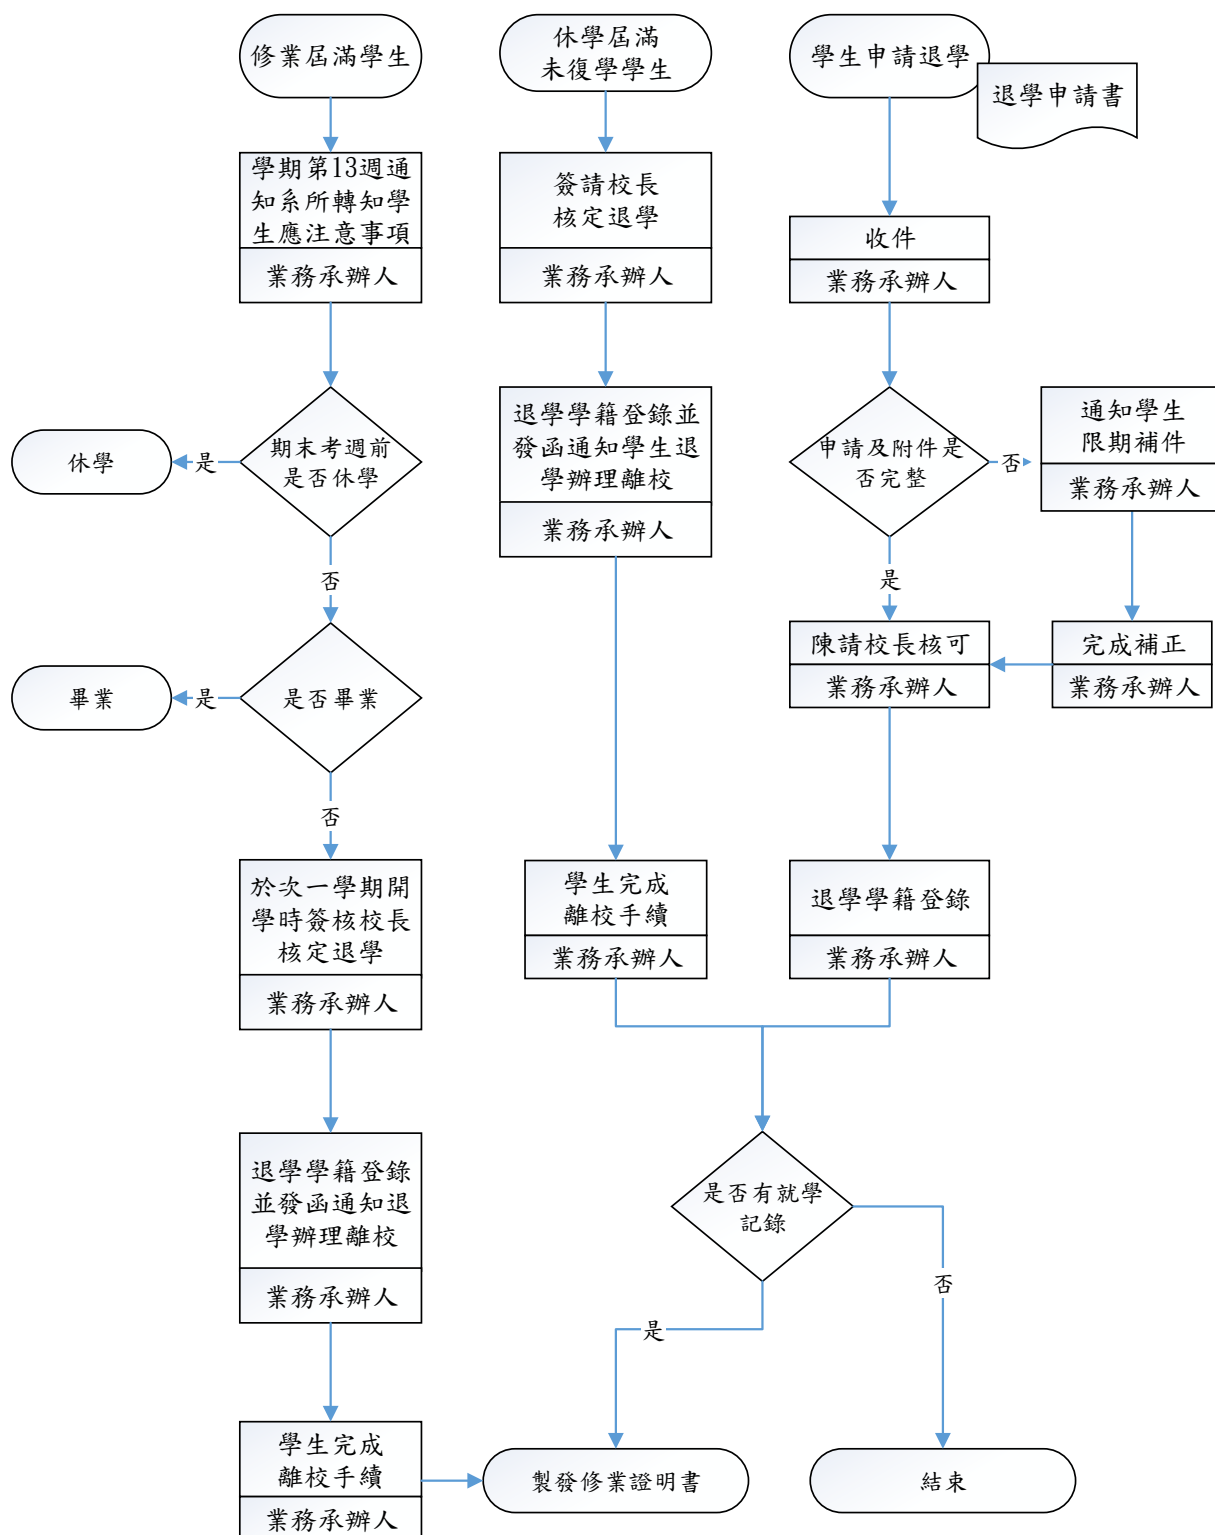 修業屆滿學生
學期第13週通
知系所轉知學
生應注意事項
業務承辦人
期末考週前
是否休學
是
休學
否
是否畢業
是
畢業
否
於次一學期開
學時簽核校長
核定退學
業務承辦人
退學學籍登錄
並發函通知退
學辦理離校
業務承辦人
學生完成
離校手續
業務承辦人
休學屆滿
未復學學生
簽請校長
核定退學
業務承辦人
退學學籍登錄並
發函通知學生退
學辦理離校
業務承辦人
學生完成
離校手續
業務承辦人
學生申請退學
退學申請書
收件
業務承辦人
申請及附件是
否完整
否
通知學生
限期補件
業務承辦人
是
完成補正
業務承辦人
陳請校長核可
業務承辦人
退學學籍登錄
業務承辦人
是否有就學
記錄
是
否
製發修業證明書
結束